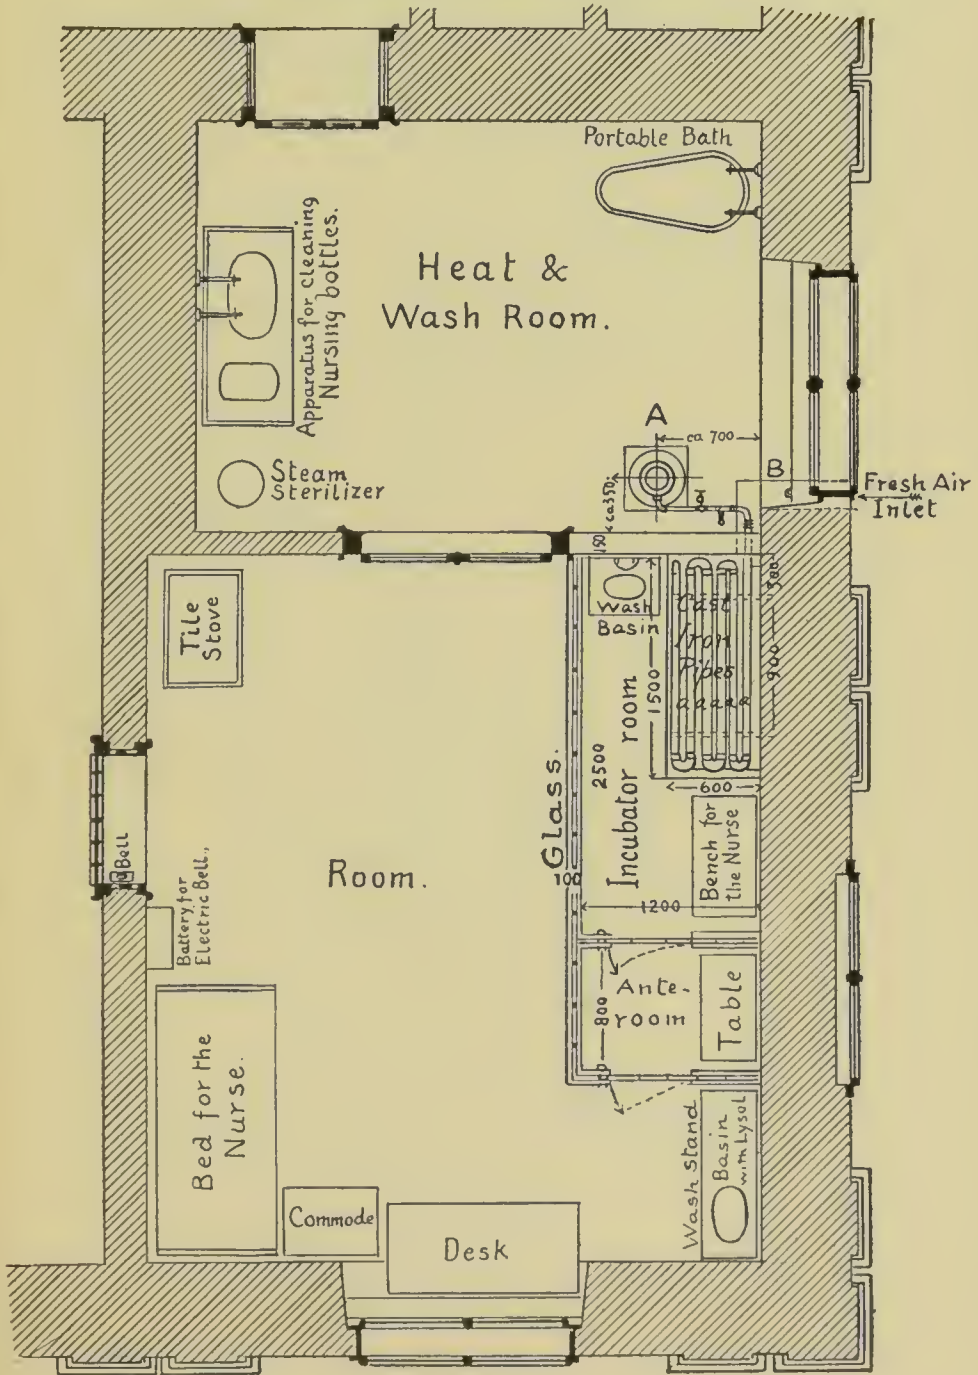 Portable Bath
Heat &
Wash Room.
Apparatus for Cleaning
Nursing bottles.
Steam
Sterilizer
A
ca 700
B
Fresh Air
Inlet
ca 350
150
Wash
Basin
Cast
Iron
Pipes
a a a a a
300
900
1500
600
Tile
Stove
Glass.
2500
Incubator room
100
1200
Bench for
the Nurse
Room.
Bell
Battery for
Electric Bell.,
Ante-
room
800
Table
Bed for the
Nurse.
Wash stand
Basin
with Lysol
Commode
Desk